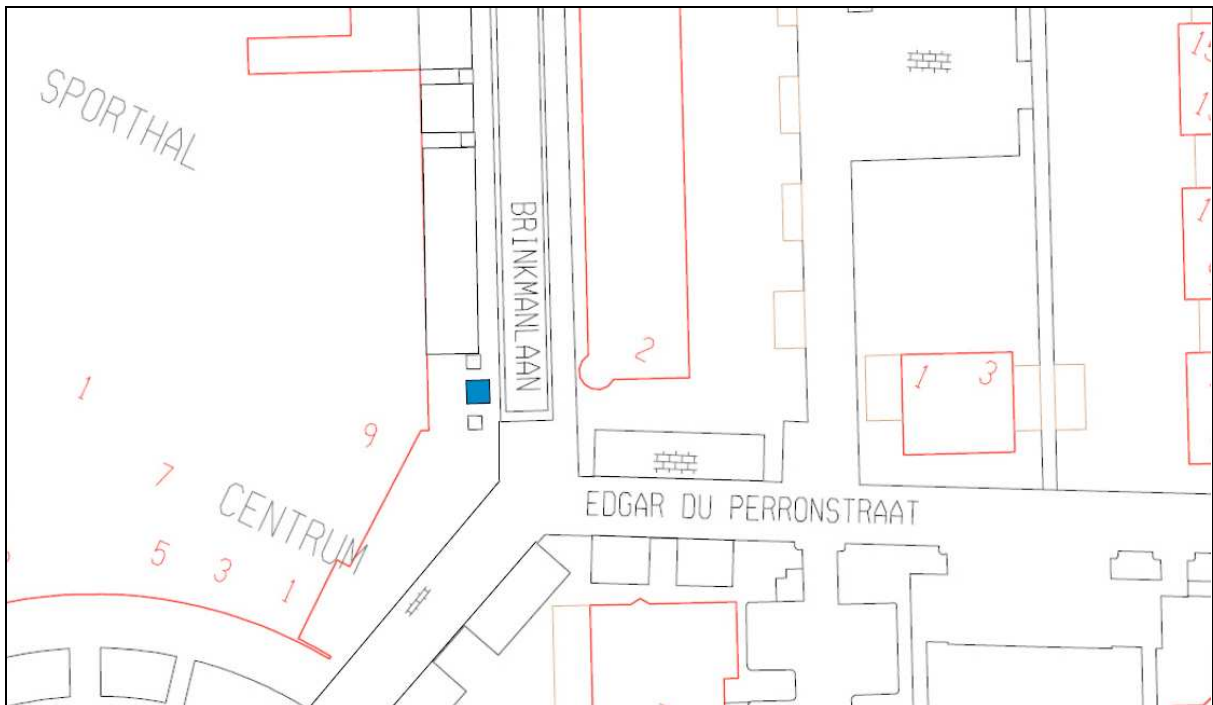 SPORTHAL
BRINKMANLAAN
2
1
3
1
9
7
CENTRUM
EDGAR DU PERRONSTRAAT
5
3
1